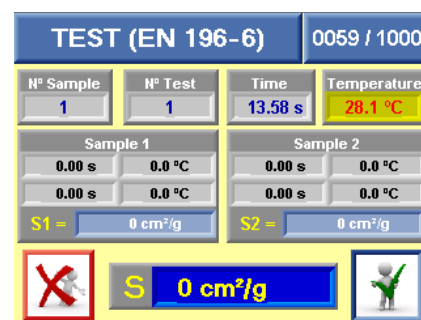 TEST (EN 196-6) 0059 / 1000
Nº Sample Nº Test Time Temperature
1 1 13.58 s 28.1 ºC
Sample 1 Sample 2
0.00 s 0.0 ºC 0.00 s 0.0 ºC
0.00 s 0.0 ºC 0.00 s 0.0 ºC
S1 = 0 cm²/g S2 = 0 cm²/g
S 0 cm²/g